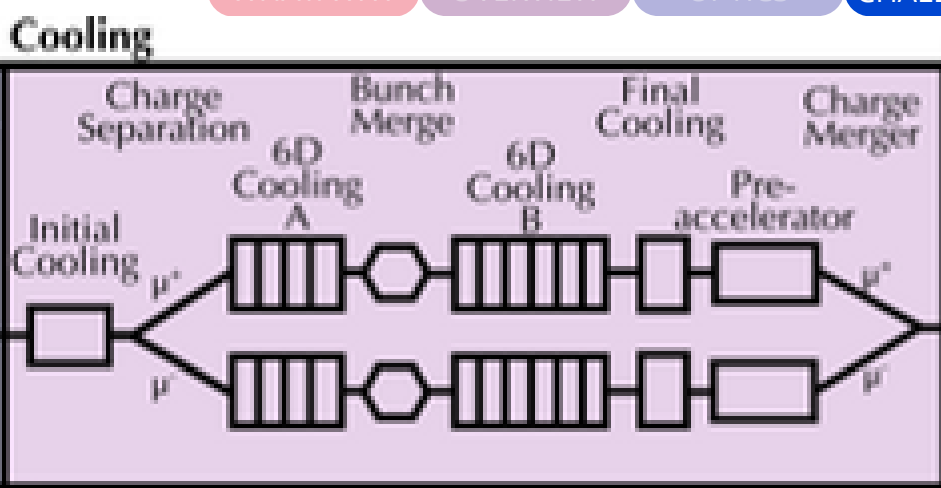 Cooling
Charge
Separation
Bunch
Merge
Final
Cooling
Charge
Merger
6D
Cooling
A
6D
Cooling
B
Pre-
accelerator
Initial
Cooling
μ⁺
μ⁻
μ⁺
μ⁻